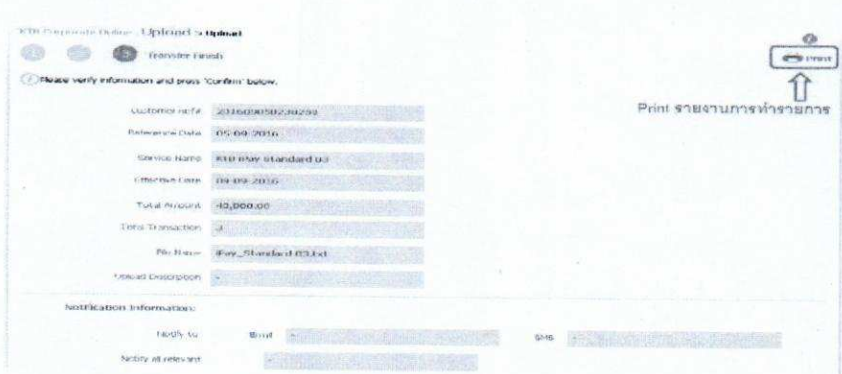 KTB Corporate Online : Upload > Upload
Transfer Finish
Print
Please verify information and press 'Confirm' below.
Print รายงานการทำรายการ
Customer Ref#
Reference Date 05-09-2016
Service Name KTB iPay Standard 03
Effective Date 09-09-2016
Total Amount 40,000.00
Total Transaction
File Name iPay_Standard 03.txt
Upload Description -
Notification Information:
Notify to Email - SMS -
Notify all relevant -